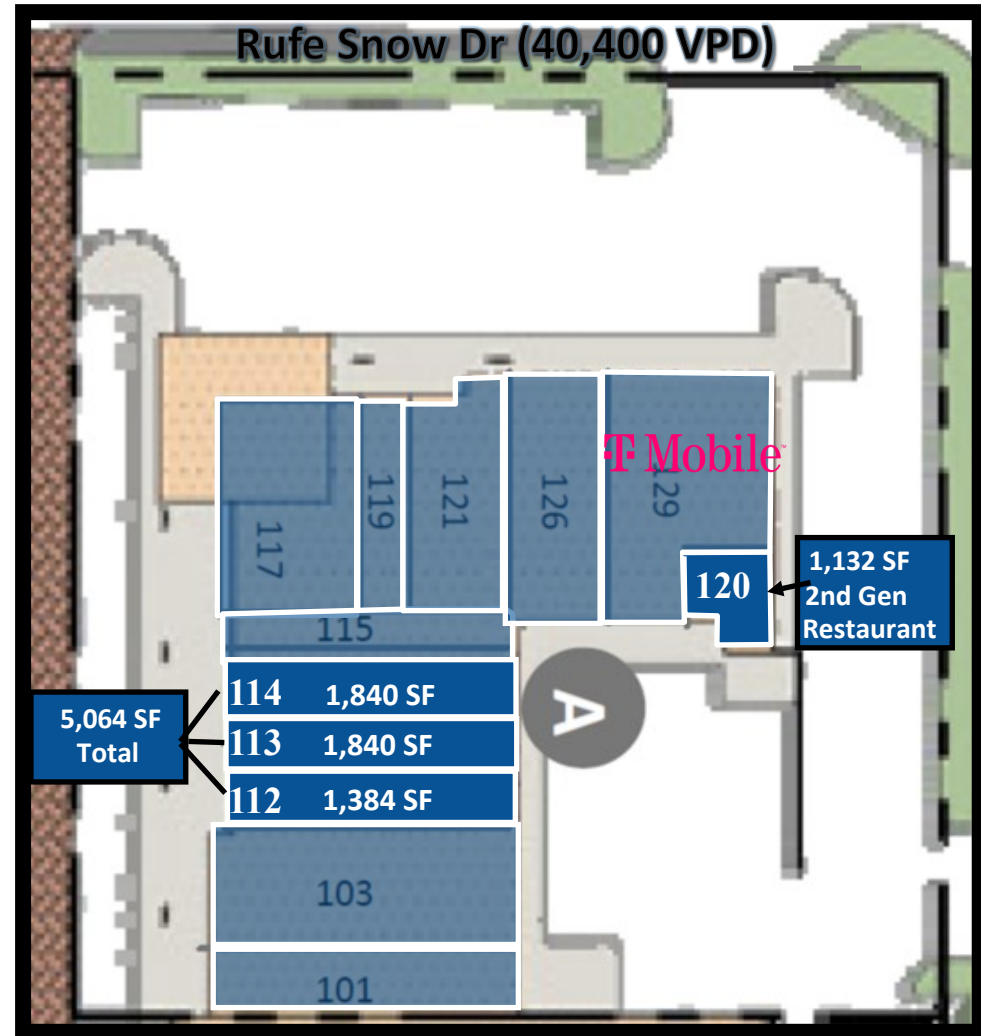 Rufe Snow Dr (40,400 VPD)
T Mobile
117
119
121
126
129
120
1,132 SF
2nd Gen
Restaurant
115
A
114 1,840 SF
113 1,840 SF
112 1,384 SF
5,064 SF
Total
103
101